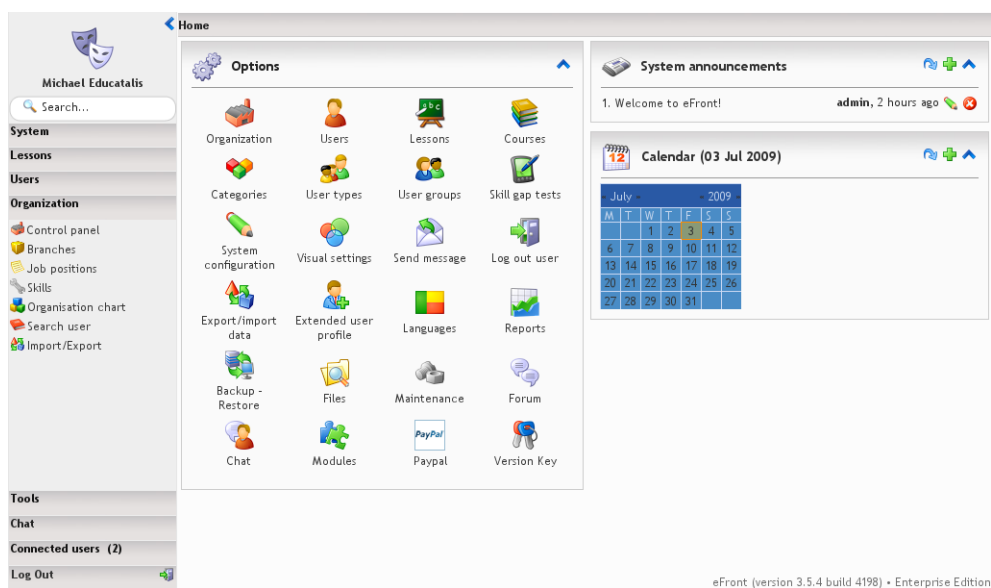 Home
Michael Educatalis
Search...
System
Lessons
Users
Organization
Control panel
Branches
Job positions
Skills
Organisation chart
Search user
Import/Export
Tools
Chat
Connected users (2)
Log Out
Options
Organization Users Lessons Courses
Categories User types User groups Skill gap tests
System
configuration Visual settings Send message Log out user
Export/import
data
Extended user
profile
Languages Reports
Backup -
Restore
Files Maintenance Forum
Chat Modules PayPal
Paypal Version Key
System announcements
1. Welcome to eFront! admin, 2 hours ago
12
Calendar (03 Jul 2009)
July 2009
M T W T F S S
1 2 3 4 5
6 7 8 9 10 11 12
13 14 15 16 17 18 19
20 21 22 23 24 25 26
27 28 29 30 31
eFront (version 3.5.4 build 4198) • Enterprise Edition